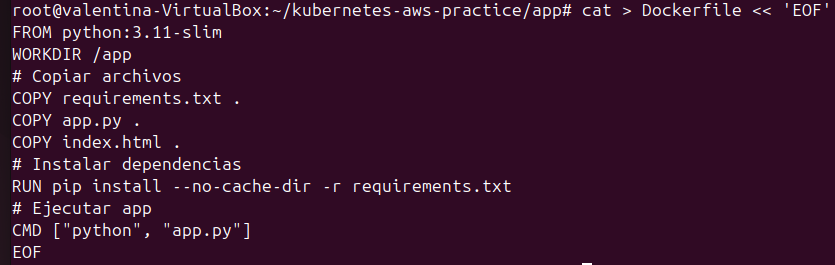 root@valentina-VirtualBox:~/kubernetes-aws-practice/app# cat > Dockerfile << 'EOF'
FROM python:3.11-slim
WORKDIR /app
# Copiar archivos
COPY requirements.txt .
COPY app.py .
COPY index.html .
# Instalar dependencias
RUN pip install --no-cache-dir -r requirements.txt
# Ejecutar app
CMD ["python", "app.py"]
EOF